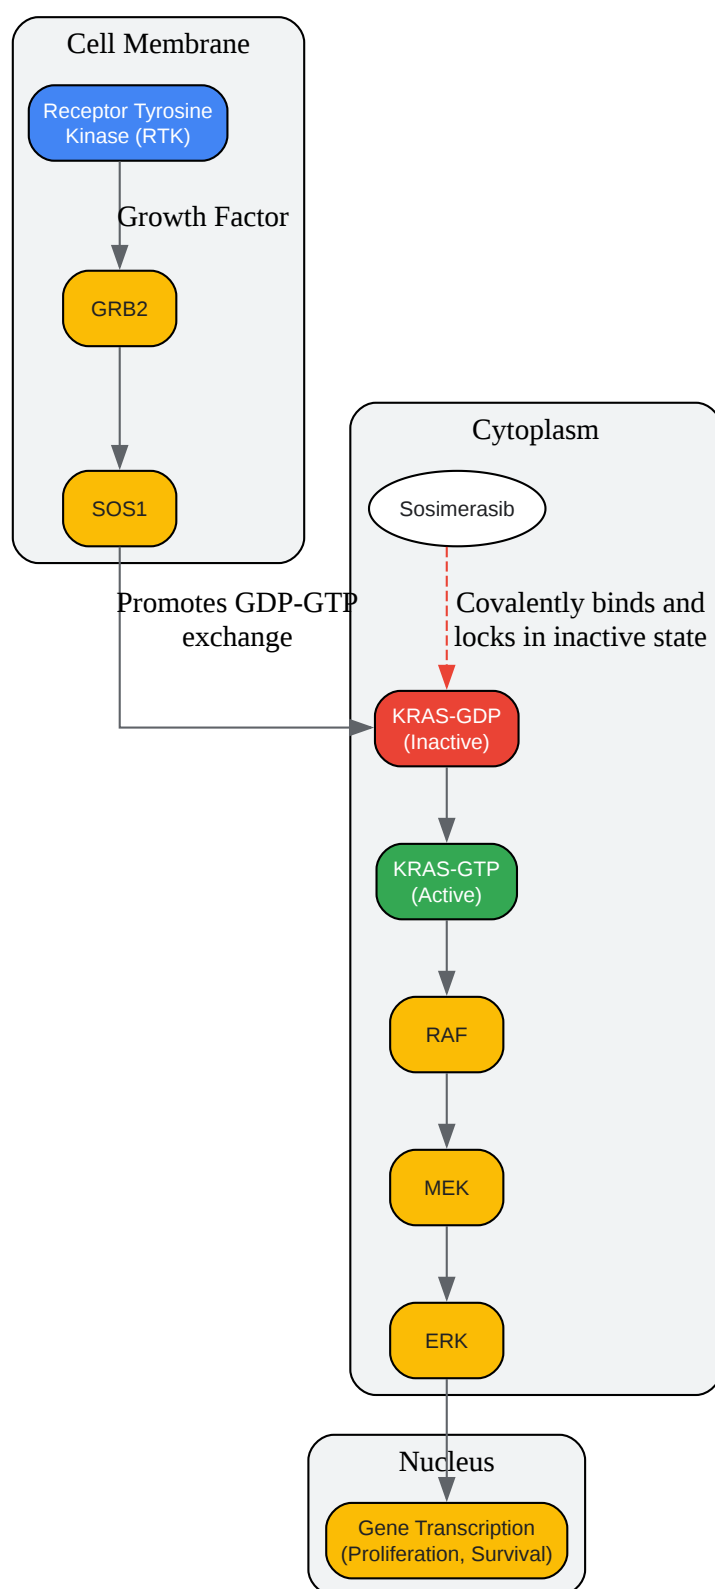 Cell Membrane
Receptor Tyrosine
Kinase (RTK)
Growth Factor
GRB2
SOS1
Promotes GDP-GTP
exchange
Cytoplasm
Sosimerasib
Covalently binds and
locks in inactive state
KRAS-GDP
(Inactive)
KRAS-GTP
(Active)
RAF
MEK
ERK
Nucleus
Gene Transcription
(Proliferation, Survival)